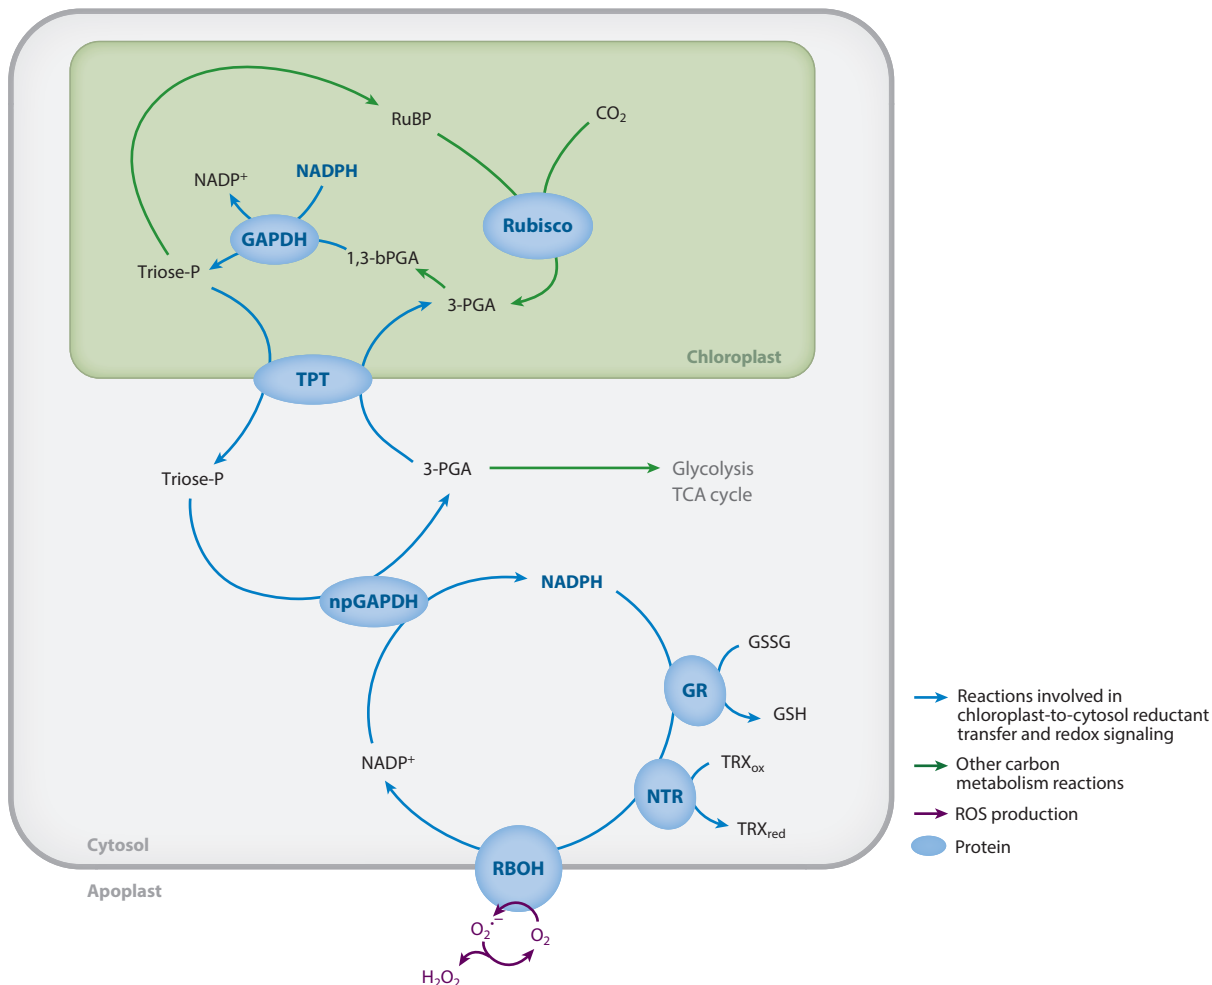 RuBP
CO₂
NADP⁺
NADPH
GAPDH
Rubisco
1,3-bPGA
Triose-P
3-PGA
Chloroplast
TPT
3-PGA
Glycolysis
TCA cycle
Triose-P
npGAPDH
NADPH
GSSG
GR
GSH
NADP⁺
TRXox
NTR
TRXred
Cytosol
RBOH
Apoplast
O₂·⁻
O₂
H₂O₂
Reactions involved in
chloroplast-to-cytosol reductant
transfer and redox signaling
Other carbon
metabolism reactions
ROS production
Protein